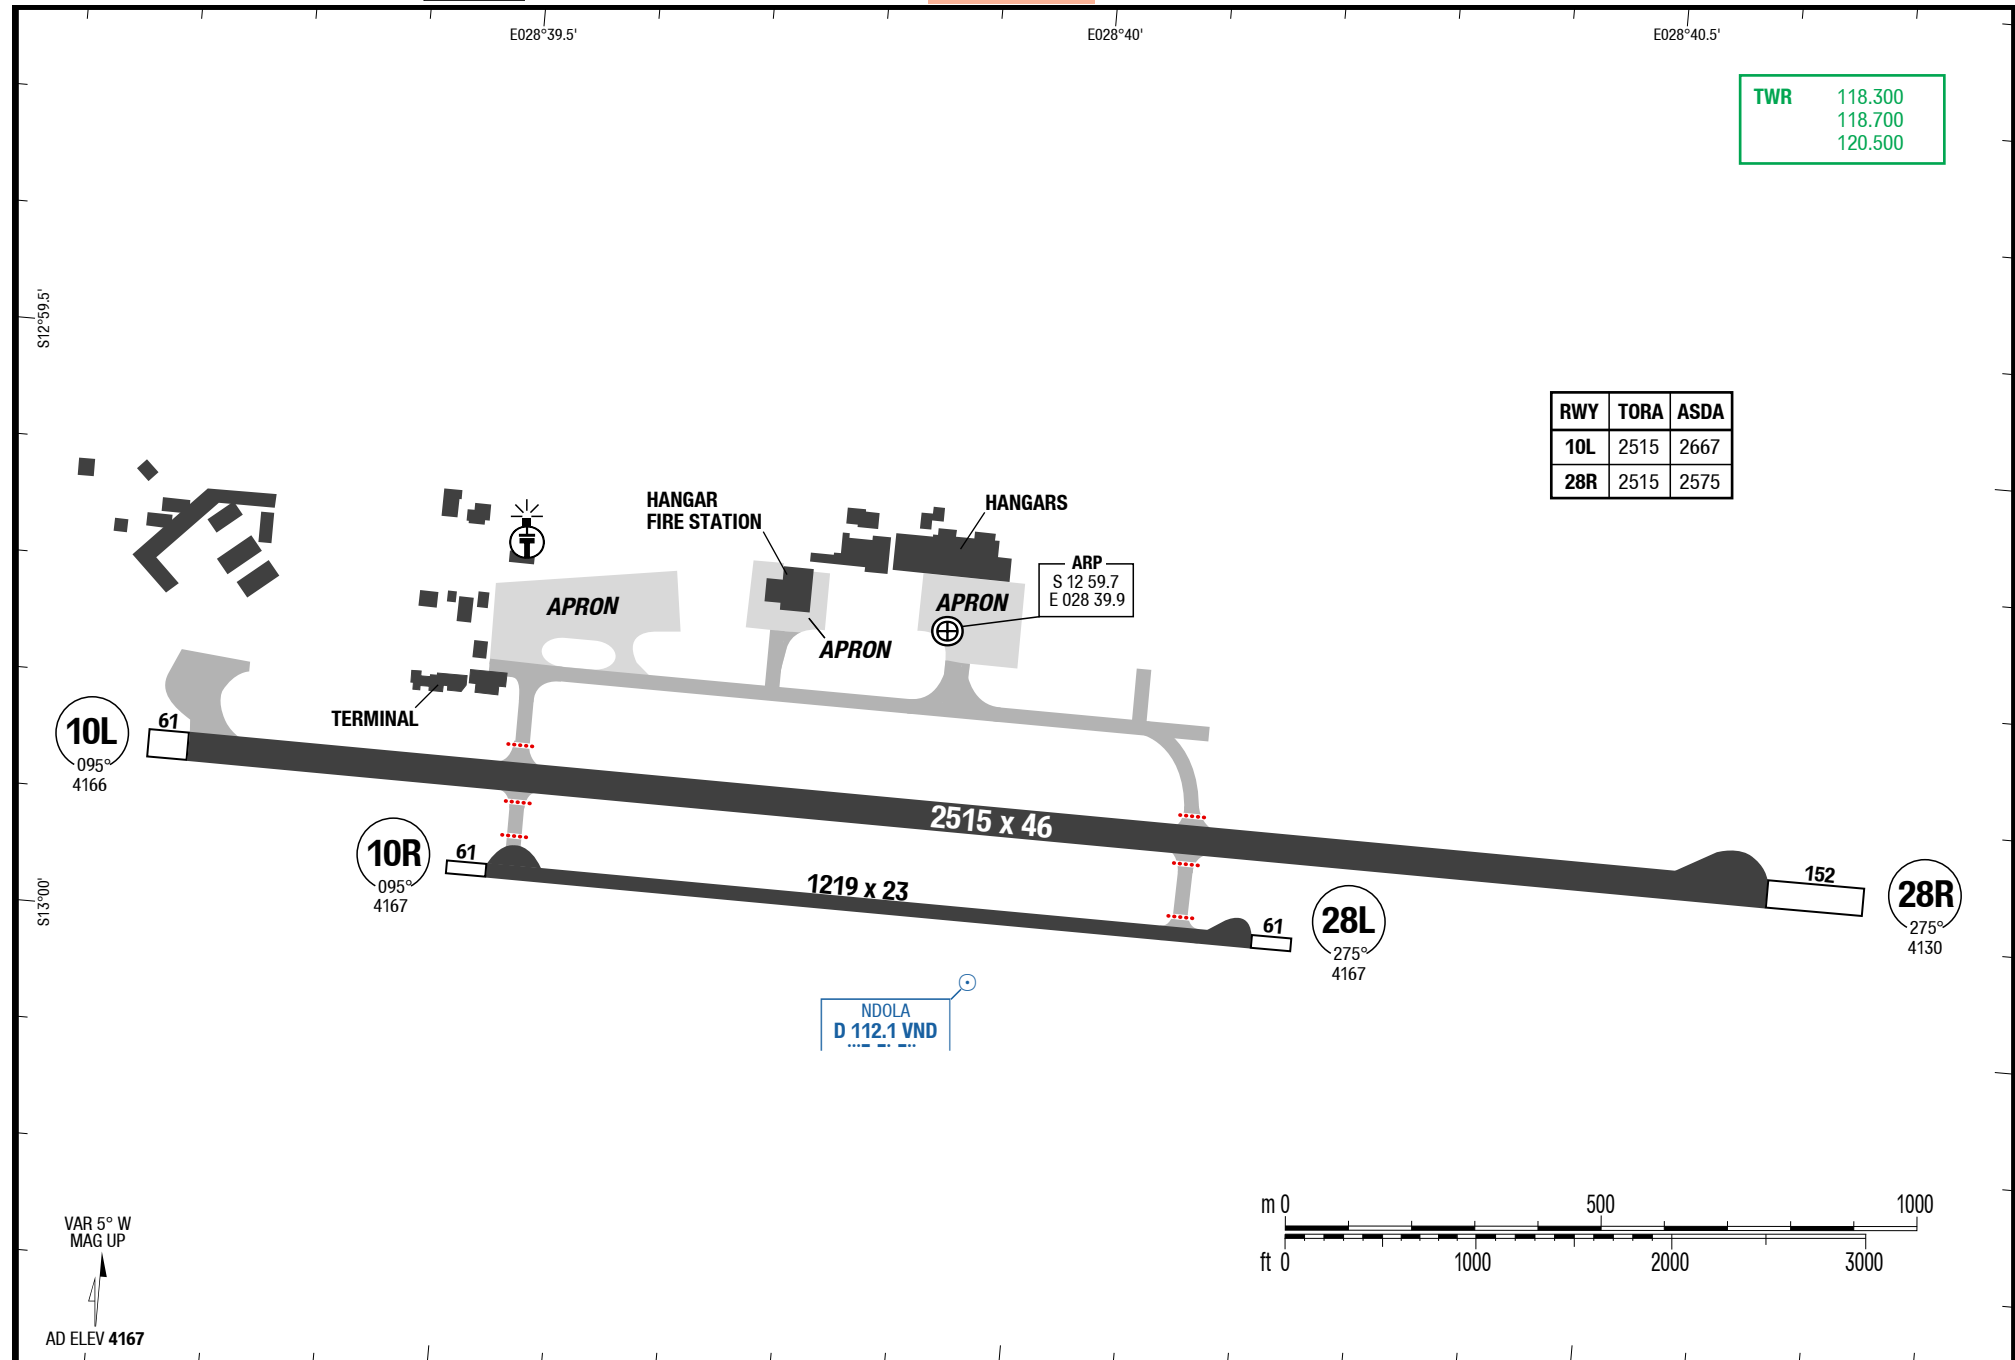 E028°39.5'
E028°40'
E028°40.5'
TWR 118.300
118.700
120.500
S12°59.5'
RWY TORA ASDA
10L 2515 2667
28R 2515 2575
HANGAR
FIRE STATION
HANGARS
ARP
S 12 59.7
E 028 39.9
APRON
APRON
APRON
TERMINAL
10L
095°
4166
61
2515 x 46
10R
095°
4167
61
1219 x 23
152
28R
275°
4130
61
28L
275°
4167
S13°00'
NDOLA
D 112.1 VND
VAR 5° W
MAG UP
AD ELEV 4167
m 0 500 1000
ft 0 1000 2000 3000